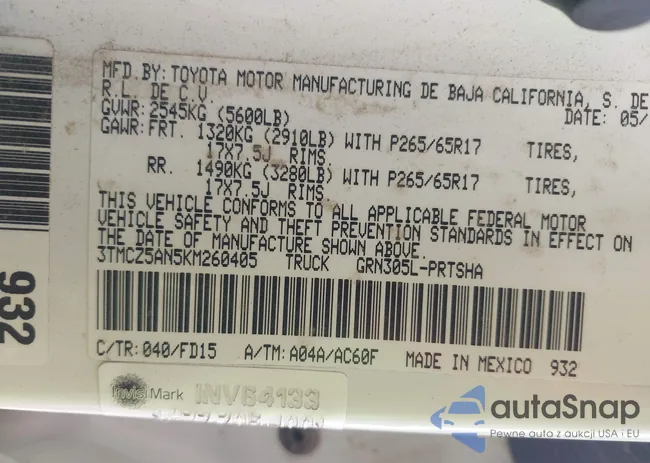 MFD.BY: TOYOTA MOTOR MANUFACTURING DE BAJA CALIFORNIA, S. DE
R.L. DE C.V. DATE: 05/
GVWR: 2545KG (5600LB)
GAWR: FRT. 1320KG (2910LB) WITH P265/65R17 TIRES,
17X7.5J RIMS.
RR. 1490KG (3280LB) WITH P265/65R17 TIRES,
17X7.5J RIMS
THIS VEHICLE CONFORMS TO ALL APPLICABLE FEDERAL MOTOR
VEHICLE SAFETY AND THEFT PREVENTION STANDARDS IN EFFECT ON
THE DATE OF MANUFACTURE SHOWN ABOVE.
3TMCZ5AN5KM260405 TRUCK GRN305L-PRTSHA
C/TR: 040/FD15 A/TM: A04A/AC60F MADE IN MEXICO 932
932
InvisiMark INV64133
autoSnap
Pewne auta z aukcji USA i EU